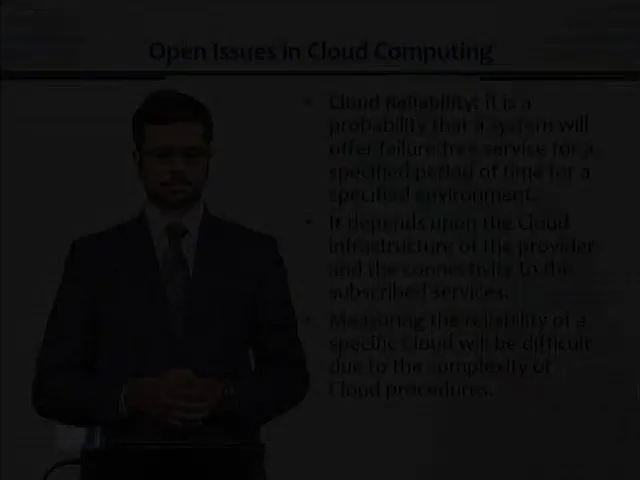 Open Issues in Cloud Computing
• Cloud Reliability: It is a
probability that a system will
offer failure free service for a
specified period of time for a
specified environment.
• It depends upon the Cloud
infrastructure of the provider
and the connectivity to the
subscribed services.
• Measuring the reliability of a
specific Cloud will be difficult
due to the complexity of
Cloud procedures.